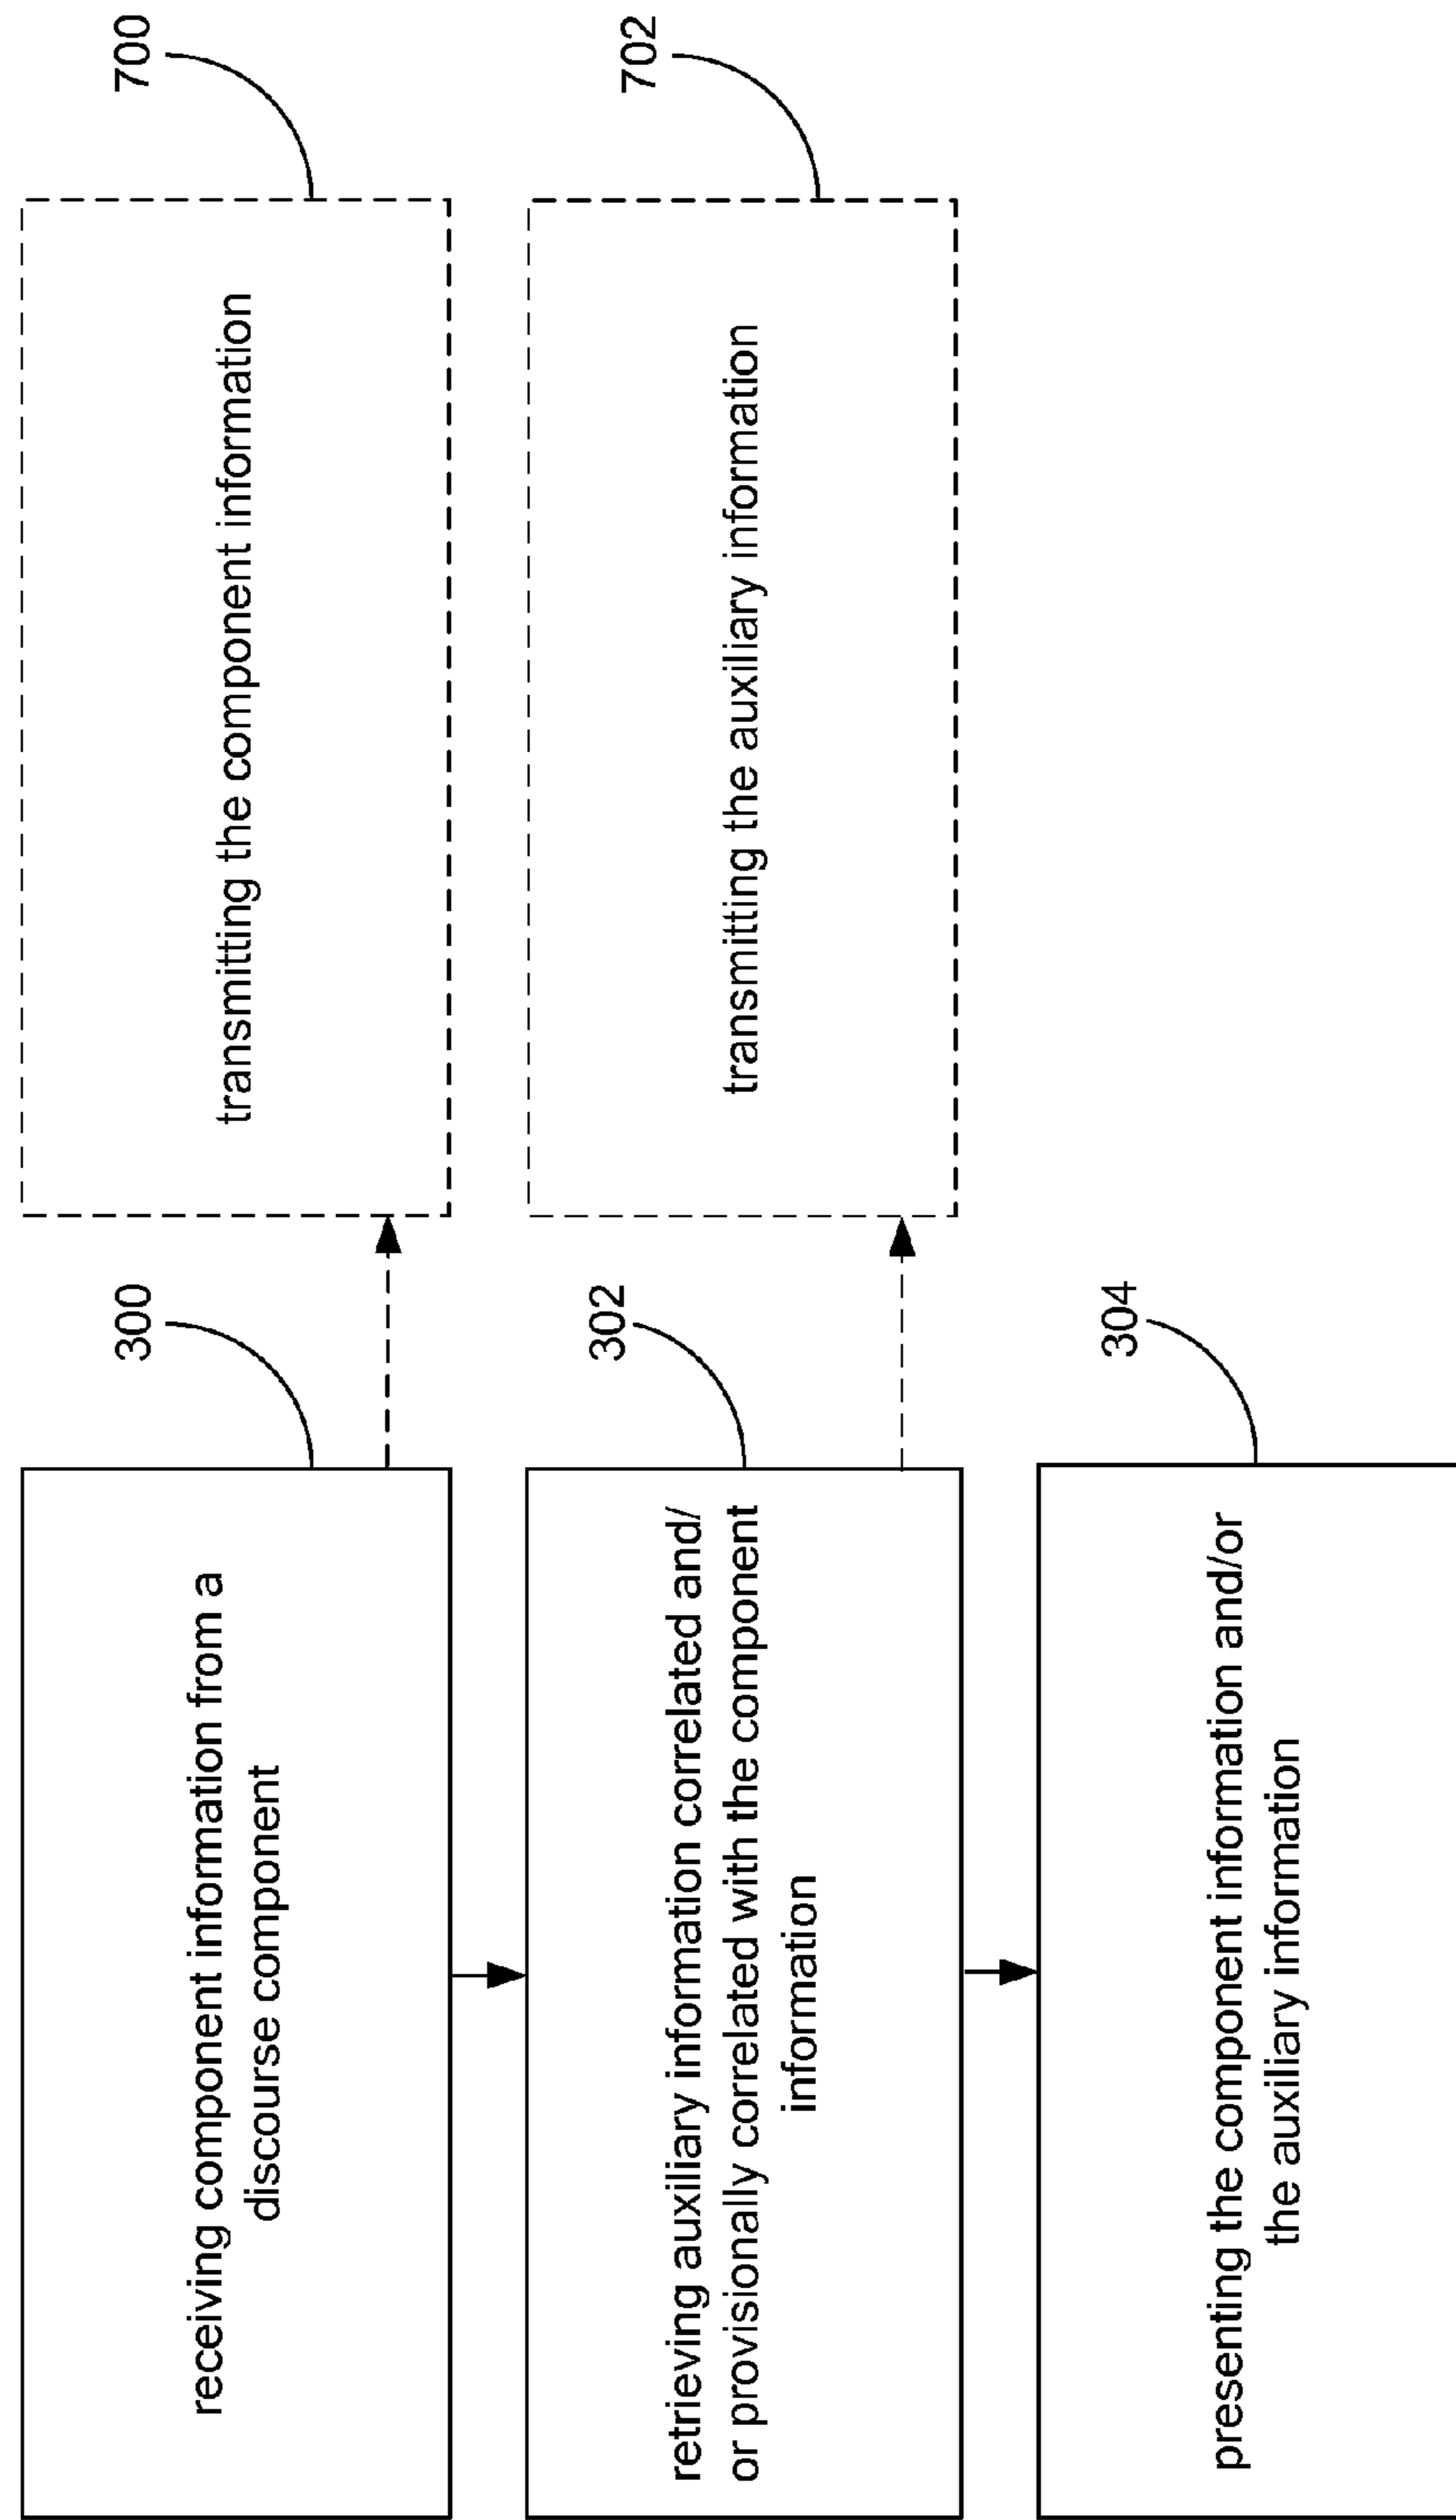 receiving component information from a
discourse component
300
transmitting the component information
700
retrieving auxiliary information correlated and/
or provisionally correlated with the component
information
302
transmitting the auxiliary information
702
presenting the component information and/or
the auxiliary information
304